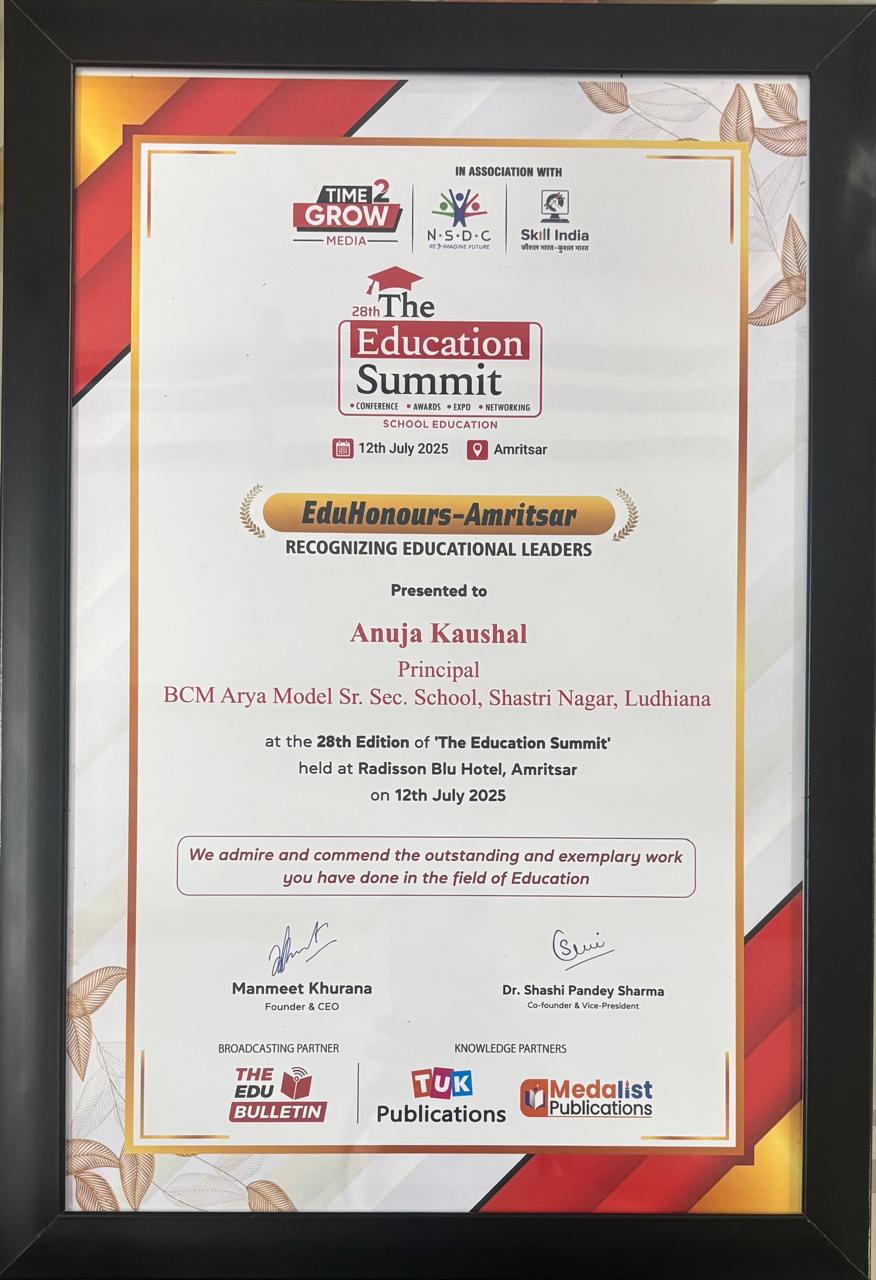 IN ASSOCIATION WITH
TIME 2
GROW
MEDIA
N·S·D·C
RE IMAGINE FUTURE
Skill India
कौशल भारत-कुशल भारत
28th The
Education
Summit
• CONFERENCE • AWARDS • EXPO • NETWORKING
SCHOOL EDUCATION
12th July 2025 Amritsar
EduHonours-Amritsar
RECOGNIZING EDUCATIONAL LEADERS
Presented to
Anuja Kaushal
Principal
BCM Arya Model Sr. Sec. School, Shastri Nagar, Ludhiana
at the 28th Edition of 'The Education Summit'
held at Radisson Blu Hotel, Amritsar
on 12th July 2025
We admire and commend the outstanding and exemplary work
you have done in the field of Education
Manmeet Khurana
Founder & CEO
Dr. Shashi Pandey Sharma
Co-founder & Vice-President
BROADCASTING PARTNER
THE
EDU
BULLETIN
KNOWLEDGE PARTNERS
TUK
Publications
Medalist
Publications